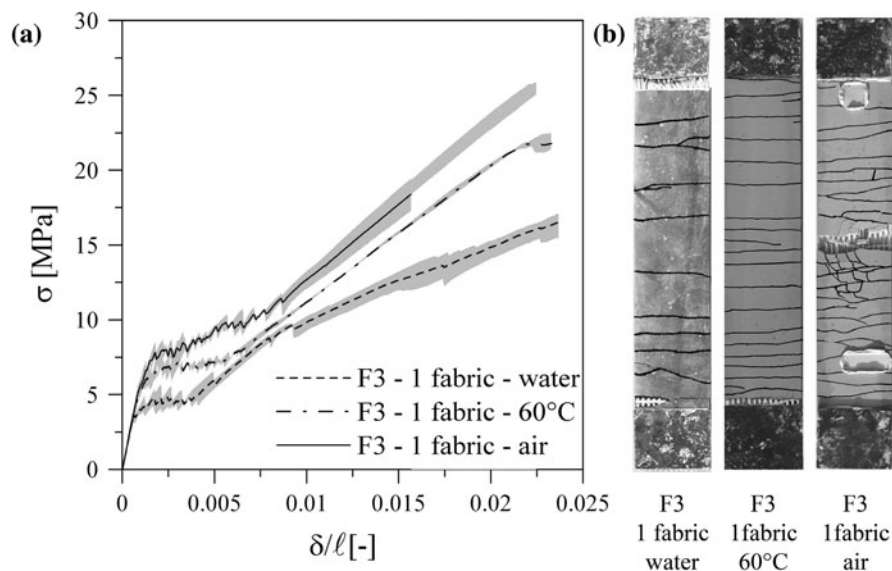 (a)
30
25
20
15
10
5
0
σ [MPa]
F3 - 1 fabric - water
F3 - 1 fabric - 60°C
F3 - 1 fabric - air
0 0.005 0.01 0.015 0.02 0.025
δ/ℓ[-]
(b)
F3
1 fabric
water
F3
1fabric
60°C
F3
1fabric
air